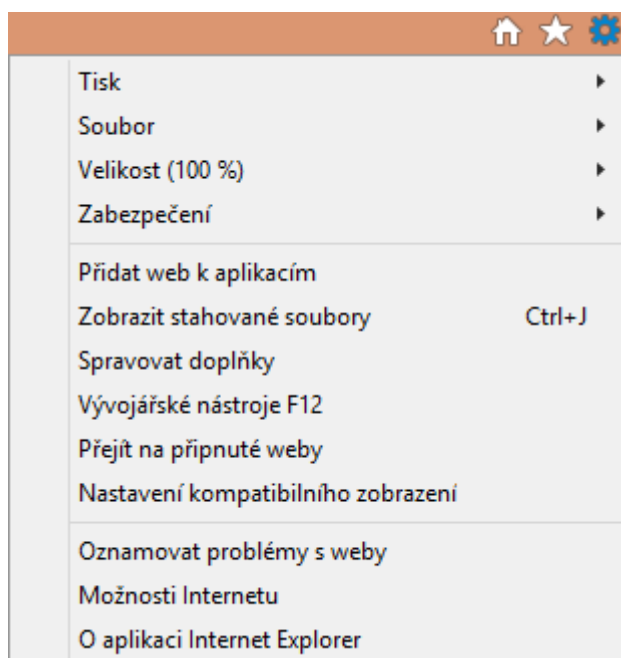 Tisk
Soubor
Velikost (100 %)
Zabezpečení
Přidat web k aplikacím
Zobrazit stahované soubory Ctrl+J
Spravovat doplňky
Vývojářské nástroje F12
Přejít na připnuté weby
Nastavení kompatibilního zobrazení
Oznamovat problémy s weby
Možnosti Internetu
O aplikaci Internet Explorer